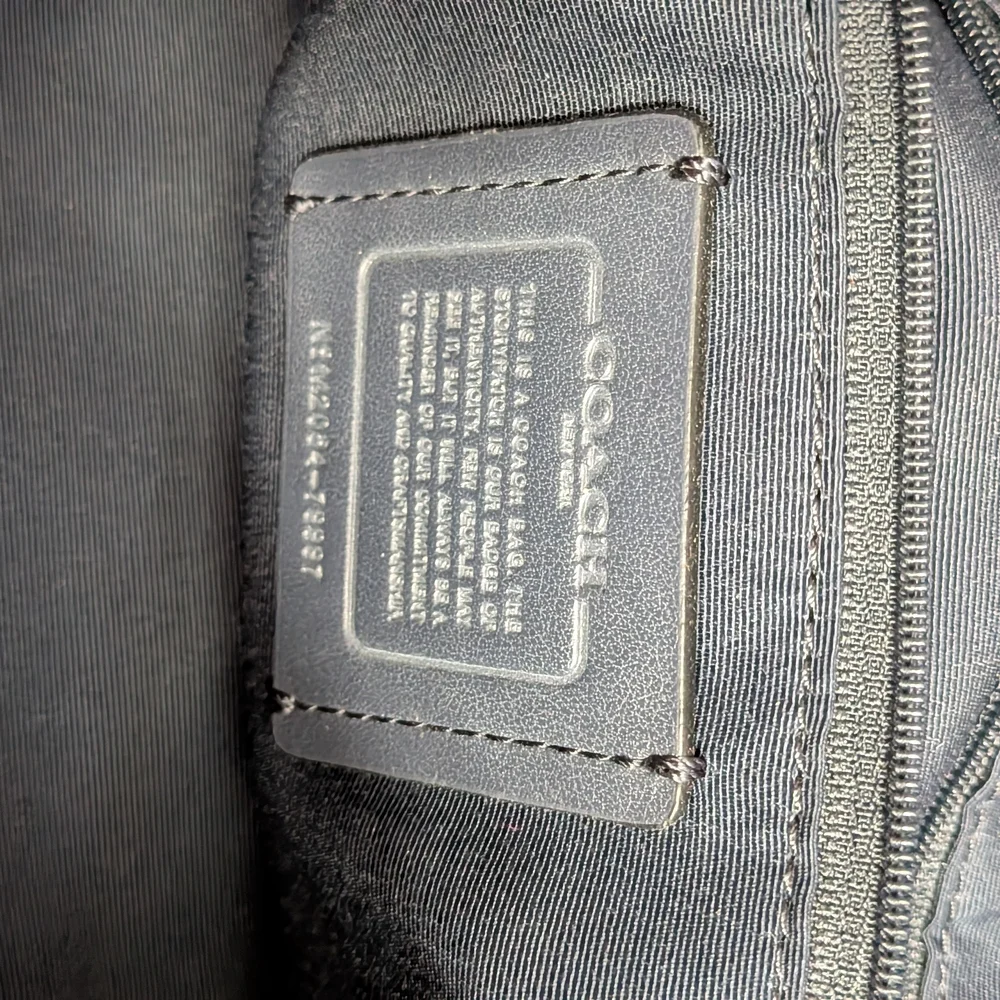 COACH
NEW YORK
THIS IS A COACH BAG. THE
STORYPATCH IS OUR BADGE OF
AUTHENTICITY. FEW PEOPLE MAY
SEE IT, BUT IT WILL ALWAYS BE A
REMINDER OF OUR COMMITMENT
TO QUALITY AND CRAFTSMANSHIP.